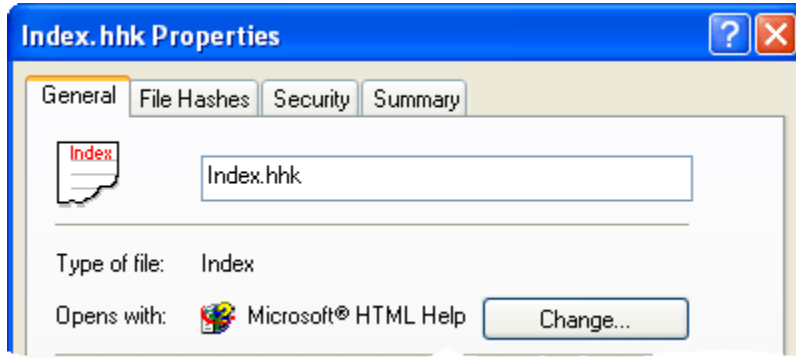 Index.hhk Properties
General File Hashes Security Summary
Index
Index.hhk
Type of file: Index
Opens with: Microsoft® HTML Help Change...